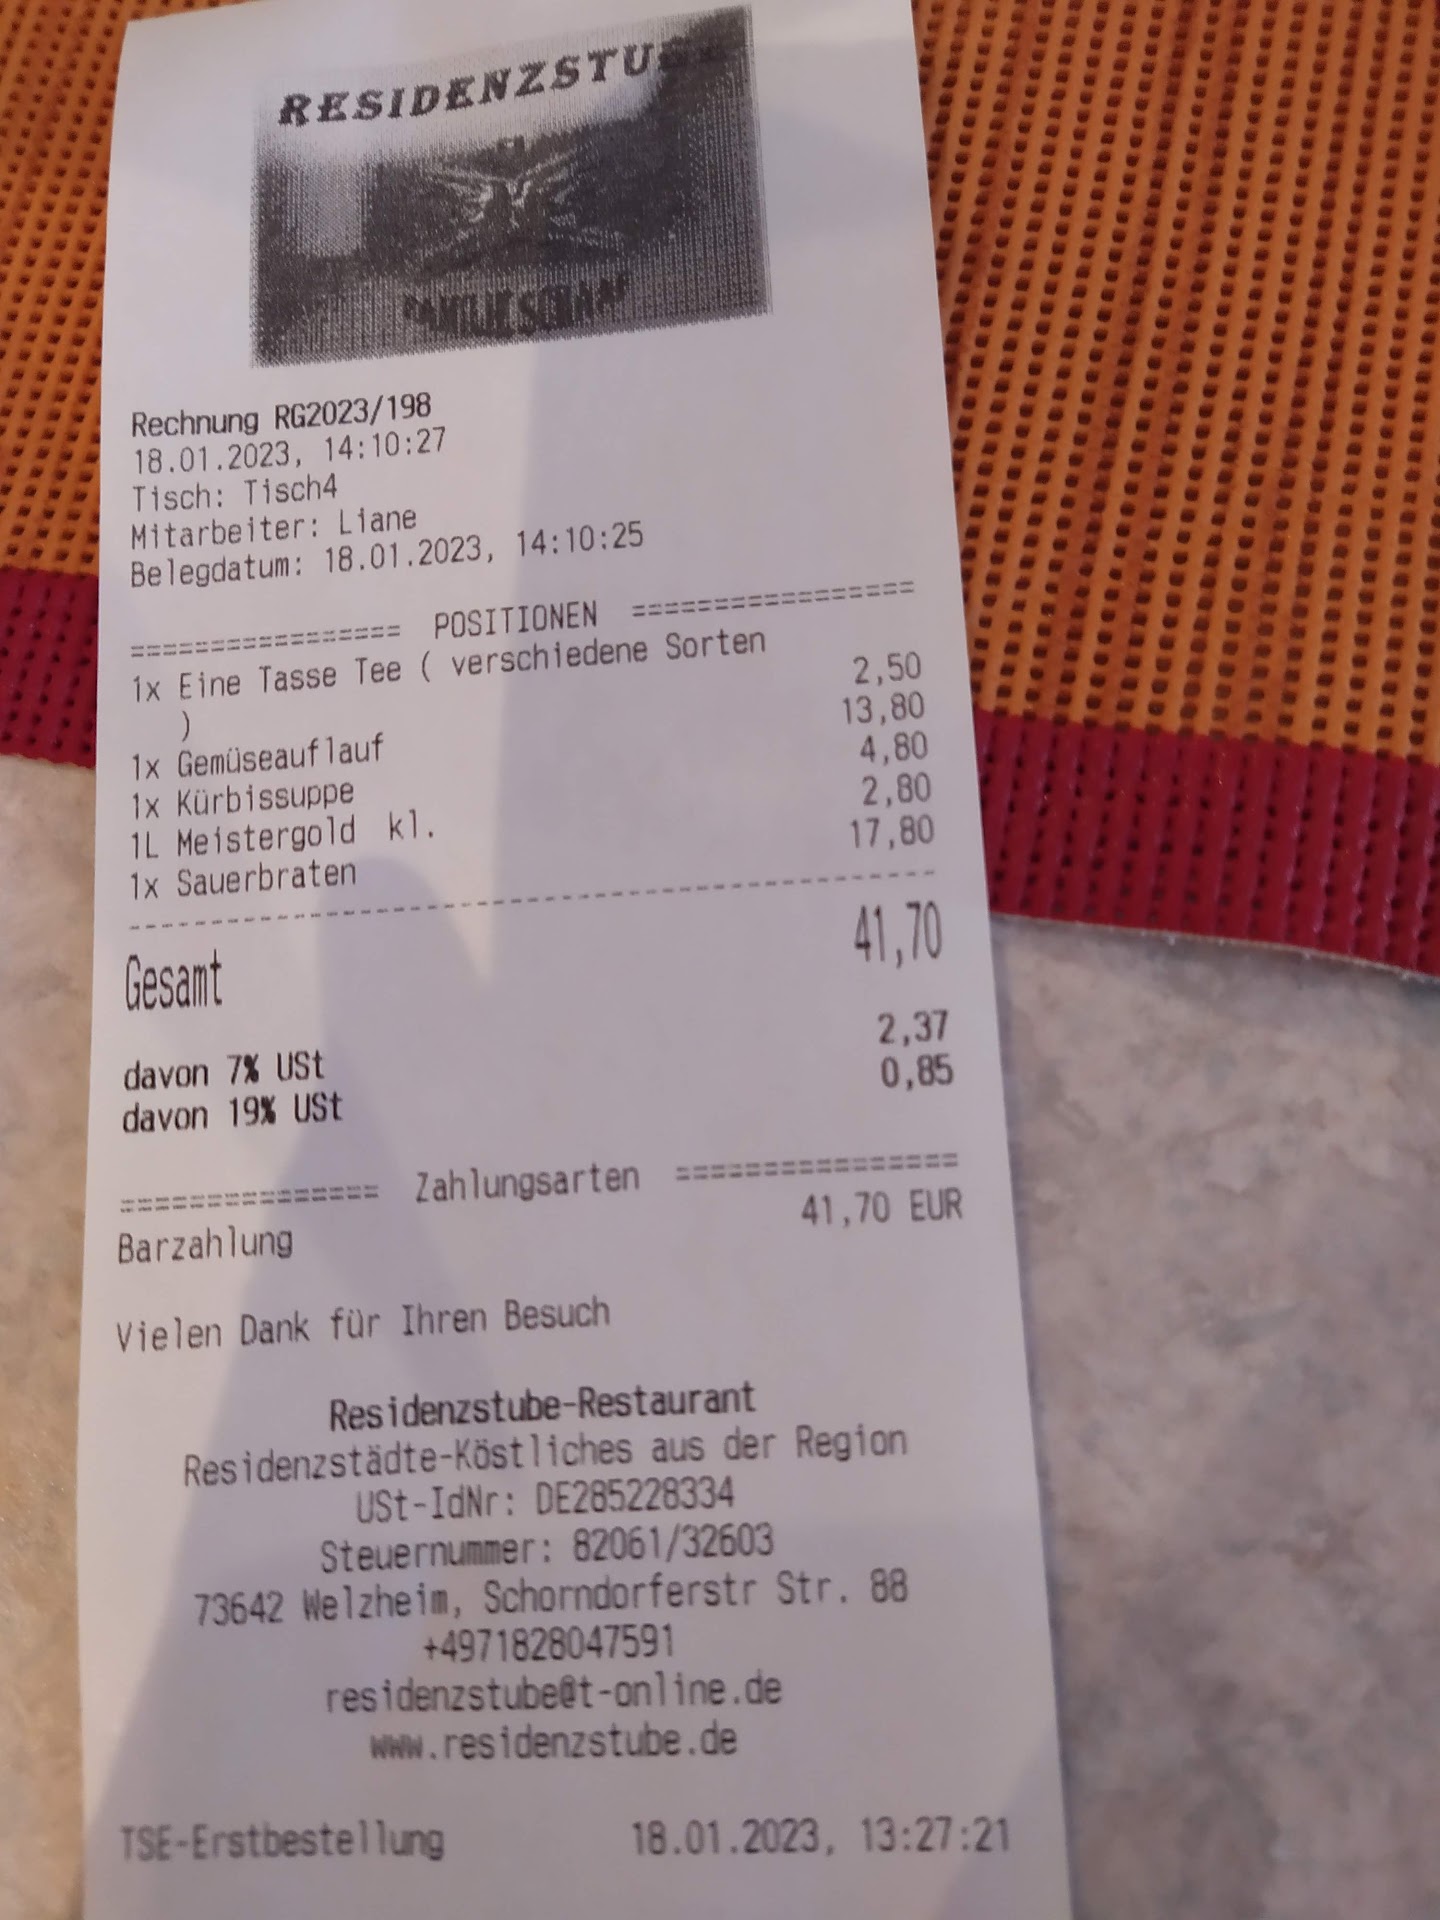 RESIDENZSTUBE
FAMILIE SCHAAF
Rechnung RG2023/198
18.01.2023, 14:10:27
Tisch: Tisch4
Mitarbeiter: Liane
Belegdatum: 18.01.2023, 14:10:25
================= POSITIONEN =================
1x Eine Tasse Tee ( verschiedene Sorten
) 2,50
1x Gemüseauflauf 13,80
1x Kürbissuppe 4,80
1L Meistergold kl. 2,80
1x Sauerbraten 17,80
Gesamt 41,70
davon 7% USt 2,37
davon 19% USt 0,85
================ Zahlungsarten ================
Barzahlung 41,70 EUR
Vielen Dank für Ihren Besuch
Residenzstube-Restaurant
Residenzstädte-Köstliches aus der Region
USt-IdNr: DE285228334
Steuernummer: 82061/32603
73642 Welzheim, Schorndorferstr Str. 88
+4971828047591
residenzstube@t-online.de
www.residenzstube.de
TSE-Erstbestellung 18.01.2023, 13:27:21